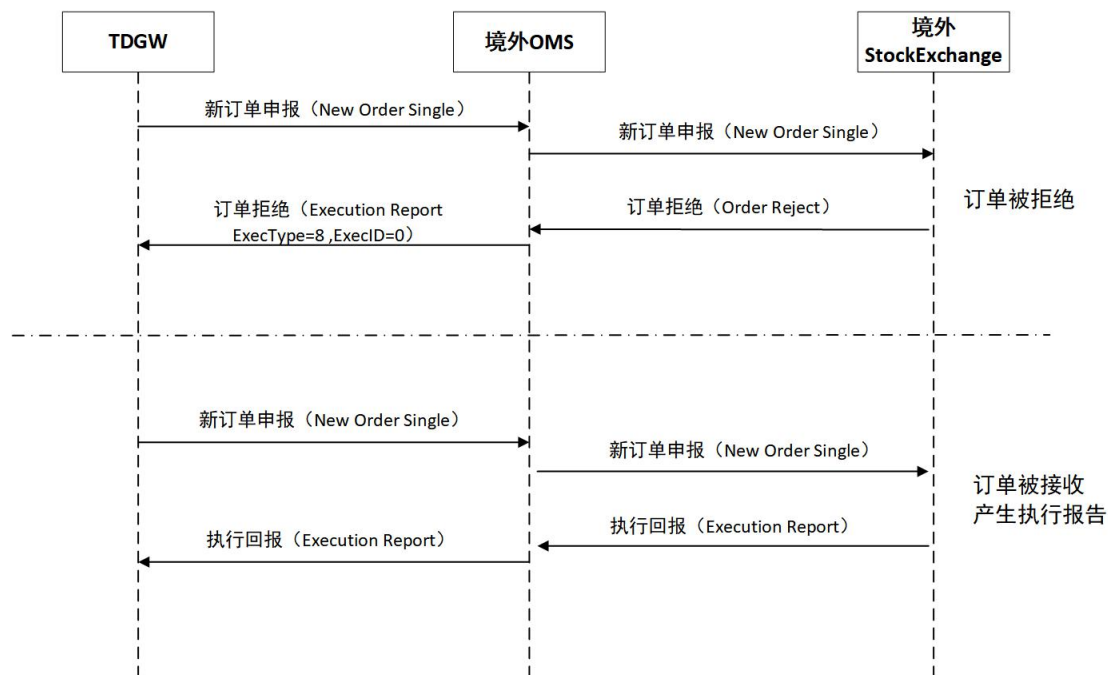 TDGW
境外OMS
境外
StockExchange
新订单申报（New Order Single）
新订单申报（New Order Single）
订单拒绝（Execution Report
ExecType=8 ,ExecID=0）
订单拒绝（Order Reject）
订单被拒绝
新订单申报（New Order Single）
新订单申报（New Order Single）
执行回报（Execution Report）
执行回报（Execution Report）
订单被接收
产生执行报告